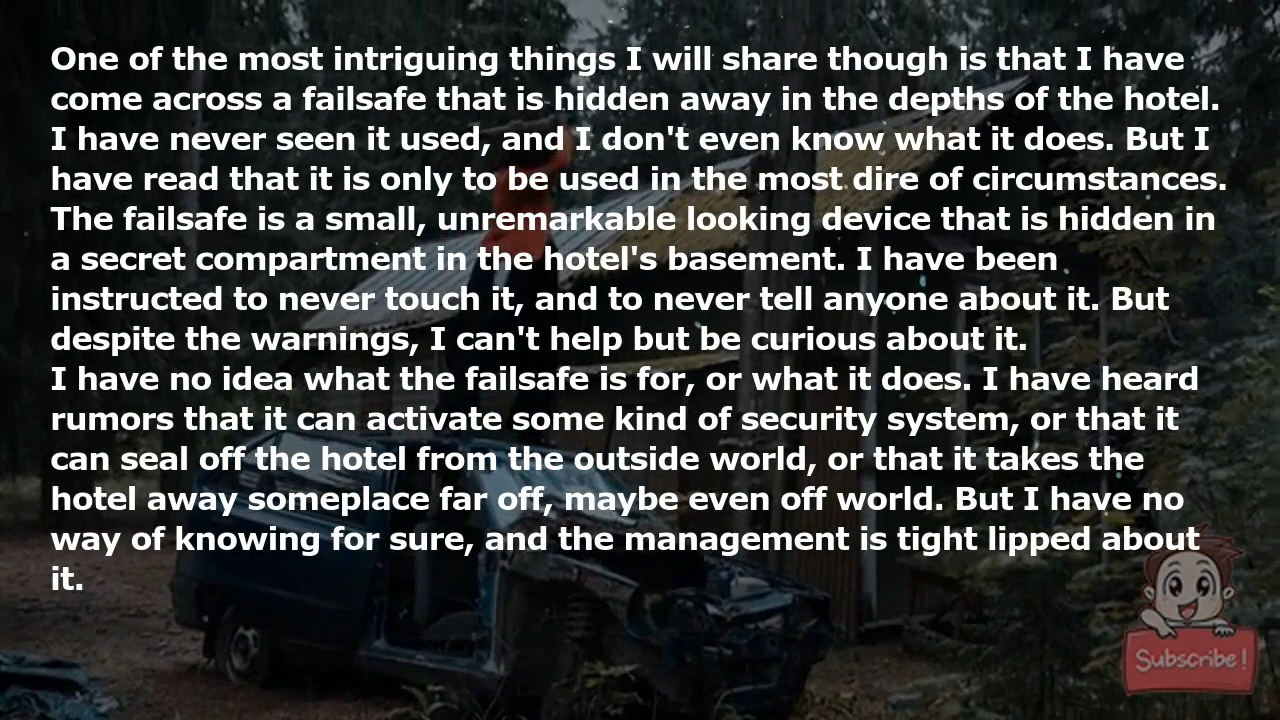 One of the most intriguing things I will share though is that I have
come across a failsafe that is hidden away in the depths of the hotel.
I have never seen it used, and I don't even know what it does. But I
have read that it is only to be used in the most dire of circumstances.
The failsafe is a small, unremarkable looking device that is hidden in
a secret compartment in the hotel's basement. I have been
instructed to never touch it, and to never tell anyone about it. But
despite the warnings, I can't help but be curious about it.
I have no idea what the failsafe is for, or what it does. I have heard
rumors that it can activate some kind of security system, or that it
can seal off the hotel from the outside world, or that it takes the
hotel away someplace far off, maybe even off world. But I have no
way of knowing for sure, and the management is tight lipped about
it.
Subscribe!